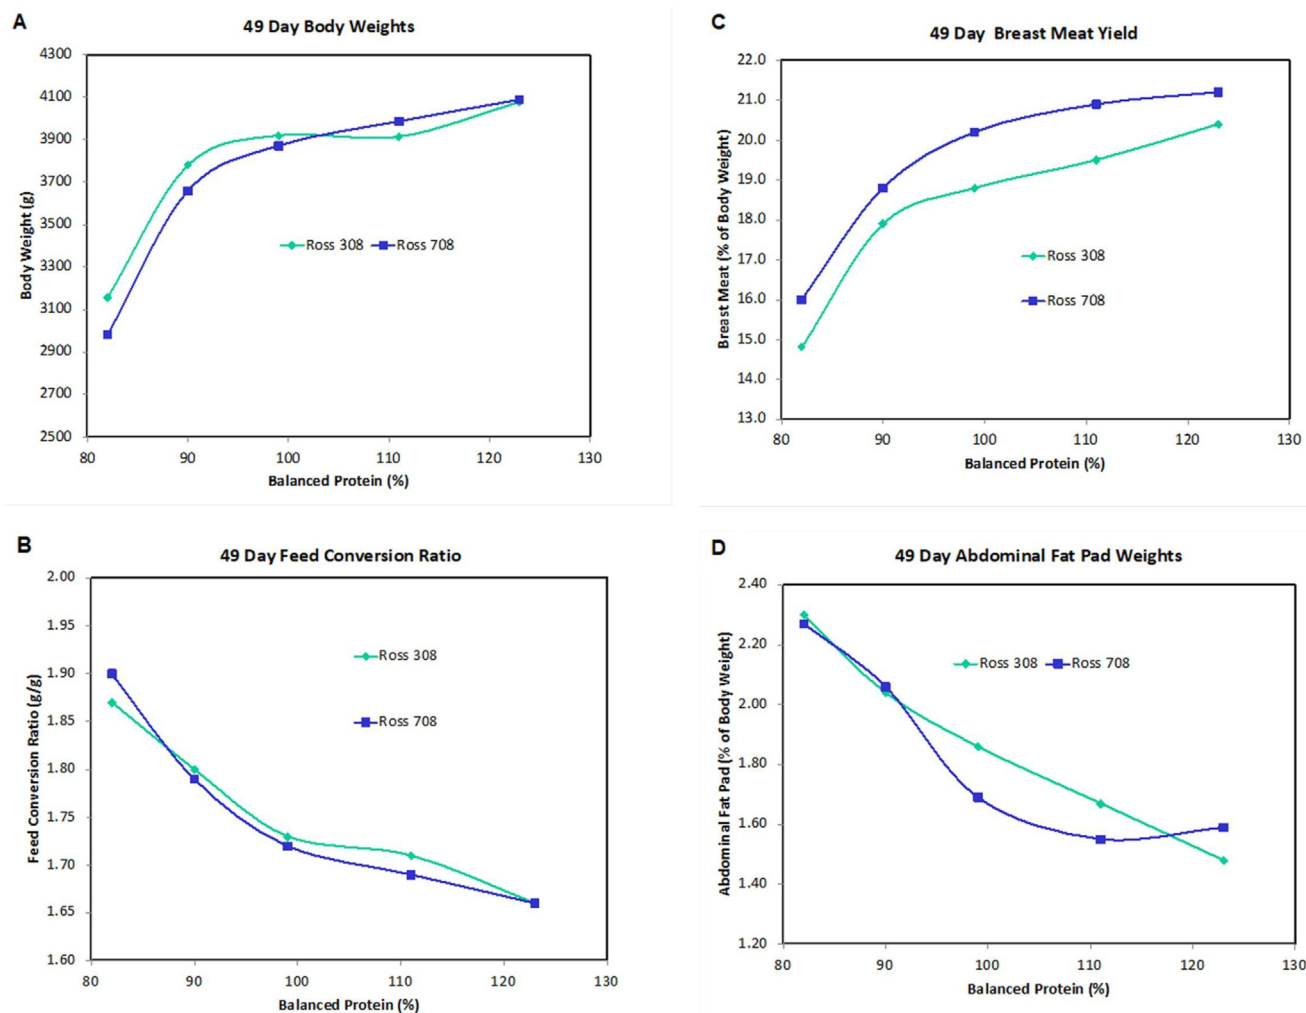 A
49 Day Body Weights
4300
4100
3900
3700
3500
3300
3100
2900
2700
2500
Body Weight (g)
Ross 308 Ross 708
80 90 100 110 120 130
Balanced Protein (%)
C
49 Day Breast Meat Yield
22.0
21.0
20.0
19.0
18.0
17.0
16.0
15.0
14.0
13.0
Breast Meat (% of Body Weight)
Ross 308
Ross 708
80 90 100 110 120 130
Balanced Protein (%)
B
49 Day Feed Conversion Ratio
2.00
1.95
1.90
1.85
1.80
1.75
1.70
1.65
1.60
Feed Conversion Ratio (g/g)
Ross 308
Ross 708
80 90 100 110 120 130
Balanced Protein (%)
D
49 Day Abdominal Fat Pad Weights
2.40
2.20
2.00
1.80
1.60
1.40
1.20
Abdominal Fat Pad (% of Body Weight)
Ross 308 Ross 708
80 90 100 110 120 130
Balanced Protein (%)